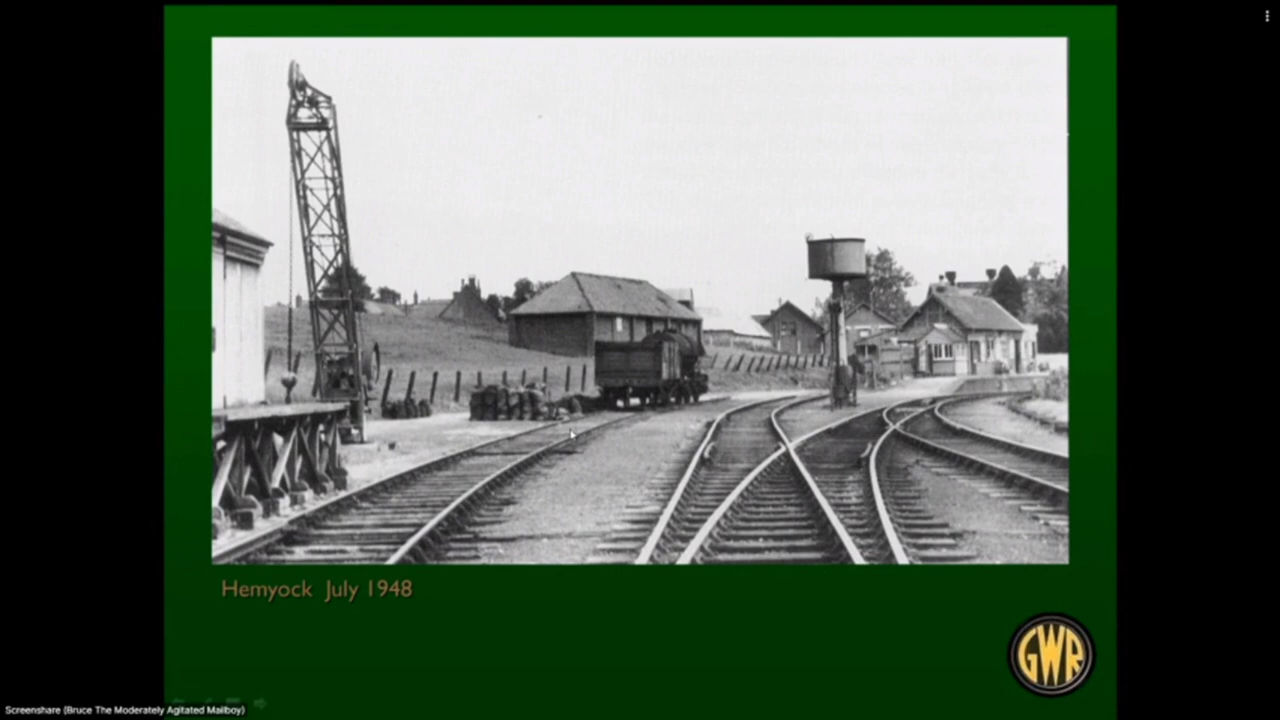 Hemyock July 1948
GWR
Screenshare (Bruce The Moderately Agitated Mailboy)